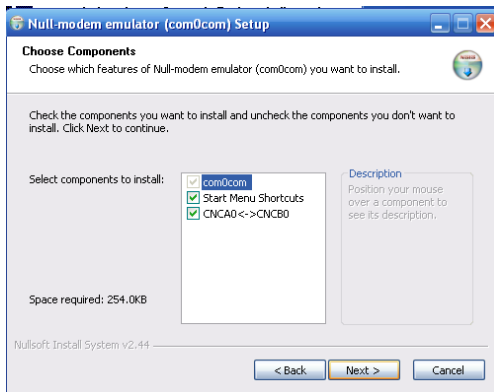 Null-modem emulator (com0com) Setup
Choose Components
Choose which features of Null-modem emulator (com0com) you want to install.
Check the components you want to install and uncheck the components you don't want to
install. Click Next to continue.
Select components to install:
com0com
Start Menu Shortcuts
CNCA0<->CNCB0
Description
Position your mouse
over a component to
see its description.
Space required: 254.0KB
Nullsoft Install System v2.44
< Back
Next >
Cancel